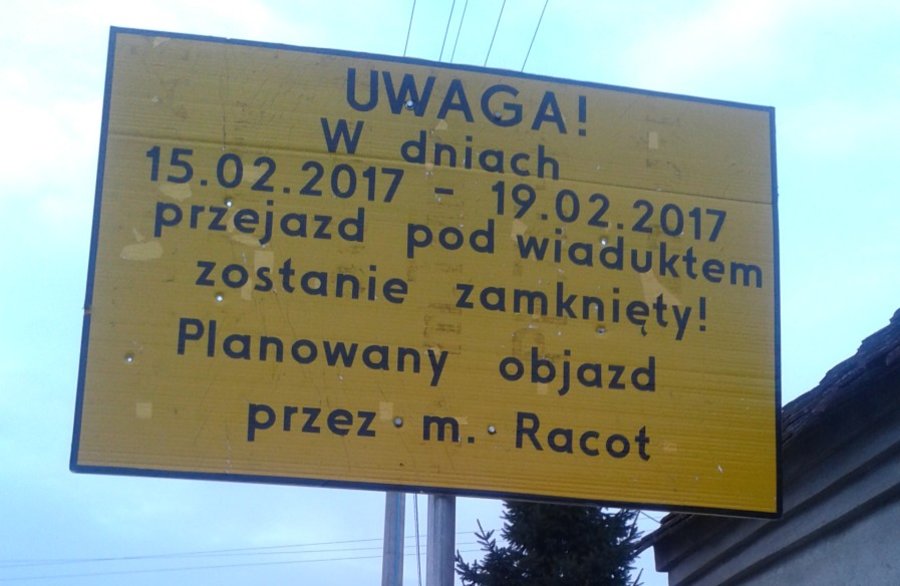 UWAGA!
W dniach
15.02.2017 - 19.02.2017
przejazd pod wiaduktem
zostanie zamknięty!
Planowany objazd
przez m. Racot